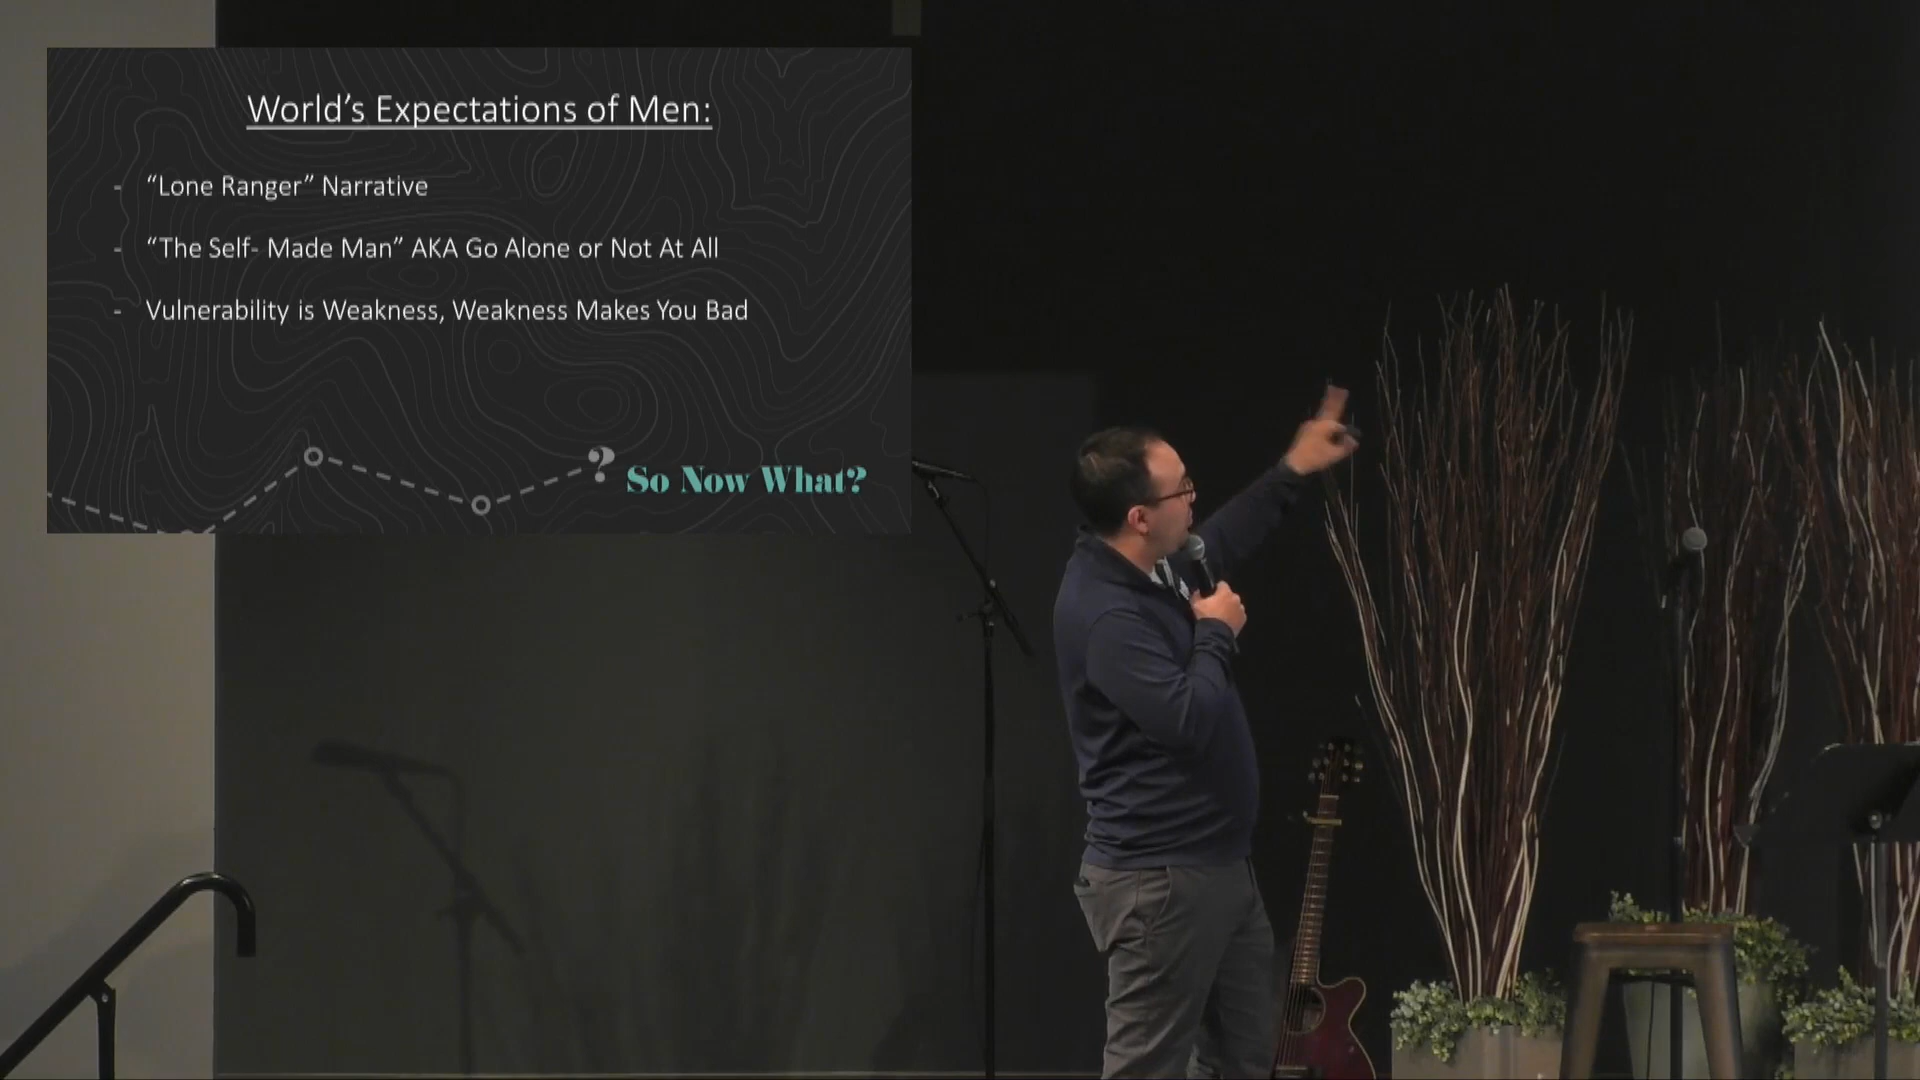 World's Expectations of Men:
- “Lone Ranger” Narrative
- “The Self- Made Man” AKA Go Alone or Not At All
- Vulnerability is Weakness, Weakness Makes You Bad
? So Now What?